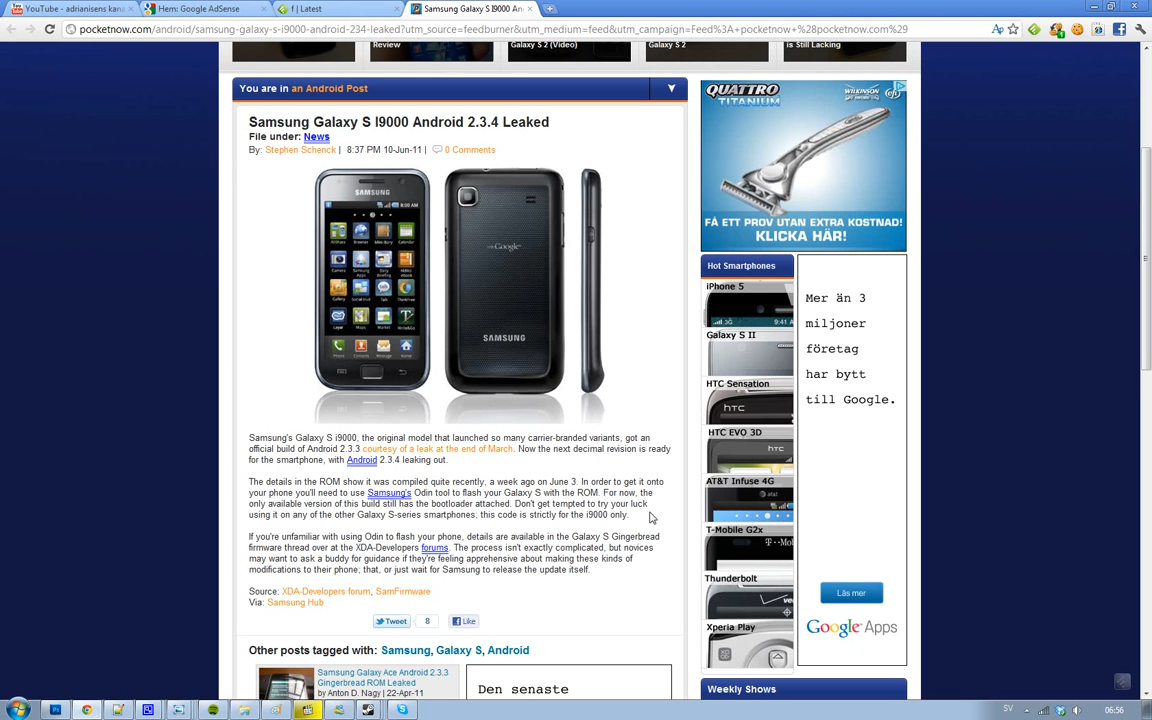 YouTube - adrianisens kana
Hem: Google AdSense
f | Latest
Samsung Galaxy S I9000 An
pocketnow.com/android/samsung-galaxy-s-i9000-android-234-leaked?utm_source=feedburner&utm_medium=feed&utm_campaign=Feed%3A+pocketnow+%28pocketnow.com%29
Review
Galaxy S 2 (Video)
Galaxy S 2
is Still Lacking
You are in an Android Post
Samsung Galaxy S I9000 Android 2.3.4 Leaked
File under: News
By: Stephen Schenck | 8:37 PM 10-Jun-11 | 0 Comments
SAMSUNG
8:00 AM
with Google
SAMSUNG
Samsung's Galaxy S i9000, the original model that launched so many carrier-branded variants, got an
official build of Android 2.3.3 courtesy of a leak at the end of March. Now the next decimal revision is ready
for the smartphone, with Android 2.3.4 leaking out.
The details in the ROM show it was compiled quite recently, a week ago on June 3. In order to get it onto
your phone you'll need to use Samsung's Odin tool to flash your Galaxy S with the ROM. For now, the
only available version of this build still has the bootloader attached. Don't get tempted to try your luck
using it on any of the other Galaxy S-series smartphones; this code is strictly for the i9000 only.
If you're unfamiliar with using Odin to flash your phone, details are available in the Galaxy S Gingerbread
firmware thread over at the XDA-Developers forums. The process isn't exactly complicated, but novices
may want to ask a buddy for guidance if they're feeling apprehensive about making these kinds of
modifications to their phone; that, or just wait for Samsung to release the update itself.
Source: XDA-Developers forum, SamFirmware
Via: Samsung Hub
Tweet 8 Like
Other posts tagged with: Samsung, Galaxy S, Android
Samsung Galaxy Ace Android 2.3.3
Gingerbread ROM Leaked
by Anton D. Nagy | 22-Apr-11
Den senaste
QUATTRO
TITANIUM
WILKINSON
FÅ ETT PROV UTAN EXTRA KOSTNAD!
KLICKA HÄR!
Hot Smartphones
iPhone 5
3G 9:41 A
Galaxy S II
HTC Sensation
hTC
HTC EVO 3D
AT&T Infuse 4G
at&t
T-Mobile G2x
Thunderbolt
Xperia Play
Weekly Shows
Mer än 3
miljoner
företag
har bytt
till Google.
Läs mer
Google Apps
SV
06:56